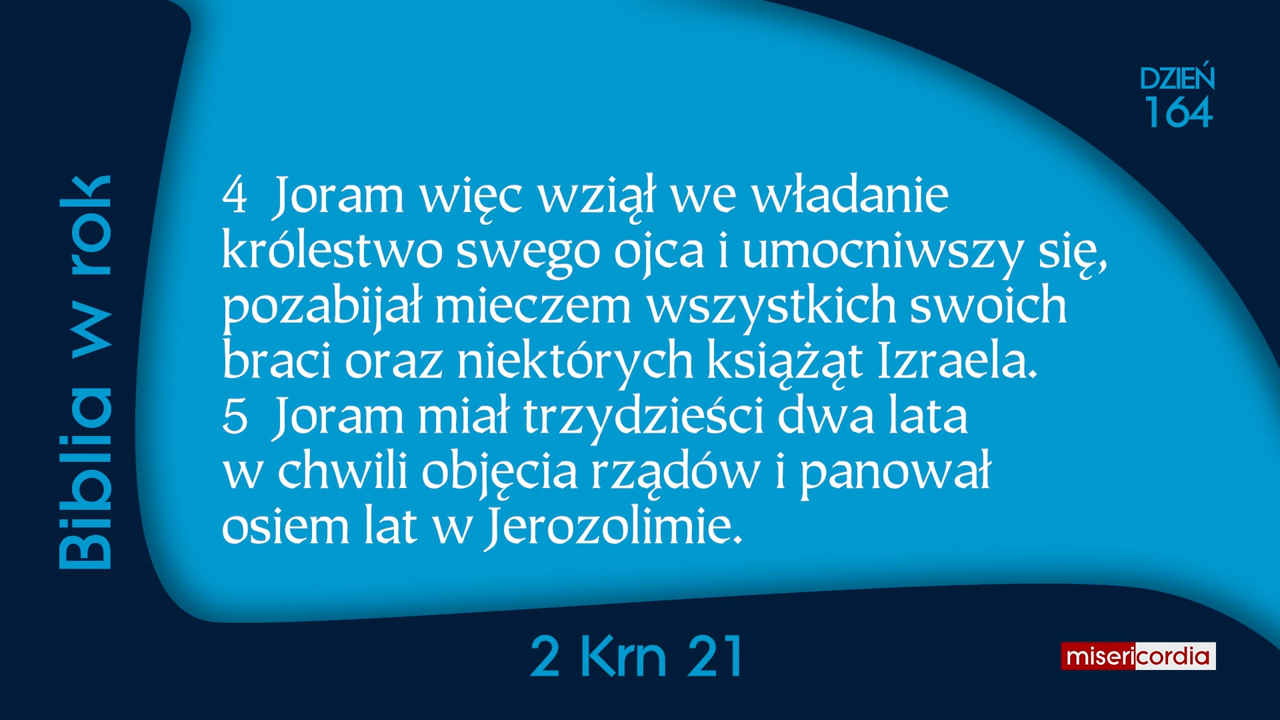 DZIEŃ
164
Biblia w rok
4 Joram więc wziął we władanie
królestwo swego ojca i umocniwszy się,
pozabijał mieczem wszystkich swoich
braci oraz niektórych książąt Izraela.
5 Joram miał trzydzieści dwa lata
w chwili objęcia rządów i panował
osiem lat w Jerozolimie.
2 Krn 21
misericordia